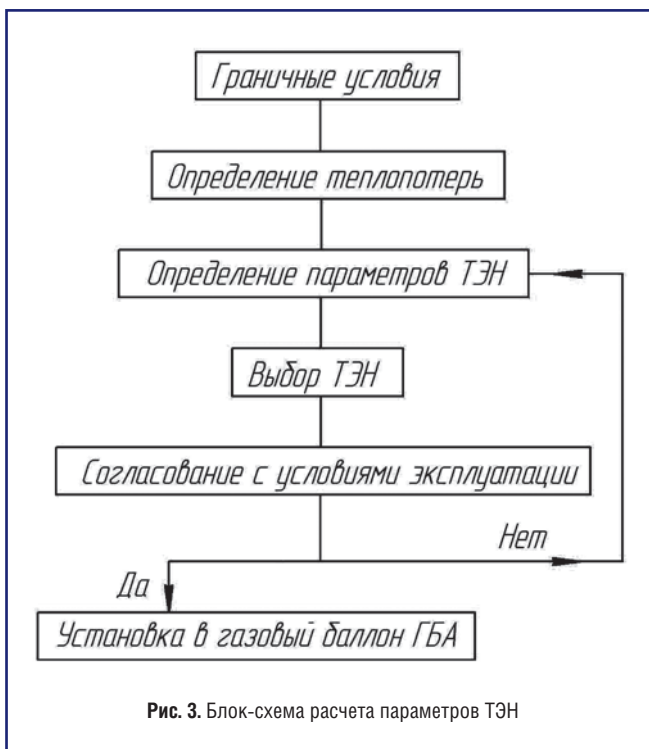 Граничные условия
Определение теплопотерь
Определение параметров ТЭН
Выбор ТЭН
Согласование с условиями эксплуатации
Нет
Да
Установка в газовый баллон ГБА
Рис. 3. Блок-схема расчета параметров ТЭН